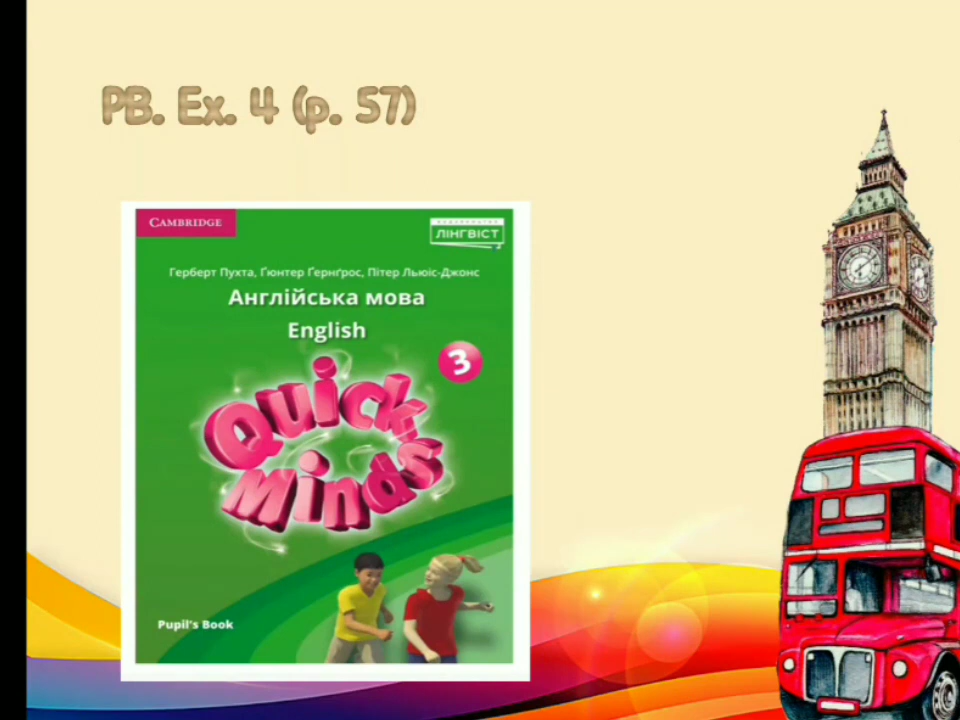 PB. Ex. 4 (p. 57)
CAMBRIDGE
ЛІНГВІСТ
Герберт Пухта, Ґюнтер Ґернґрос, Пітер Льюіс-Джонс
Англійська мова
English
3
Quick
Minds
Pupil's Book